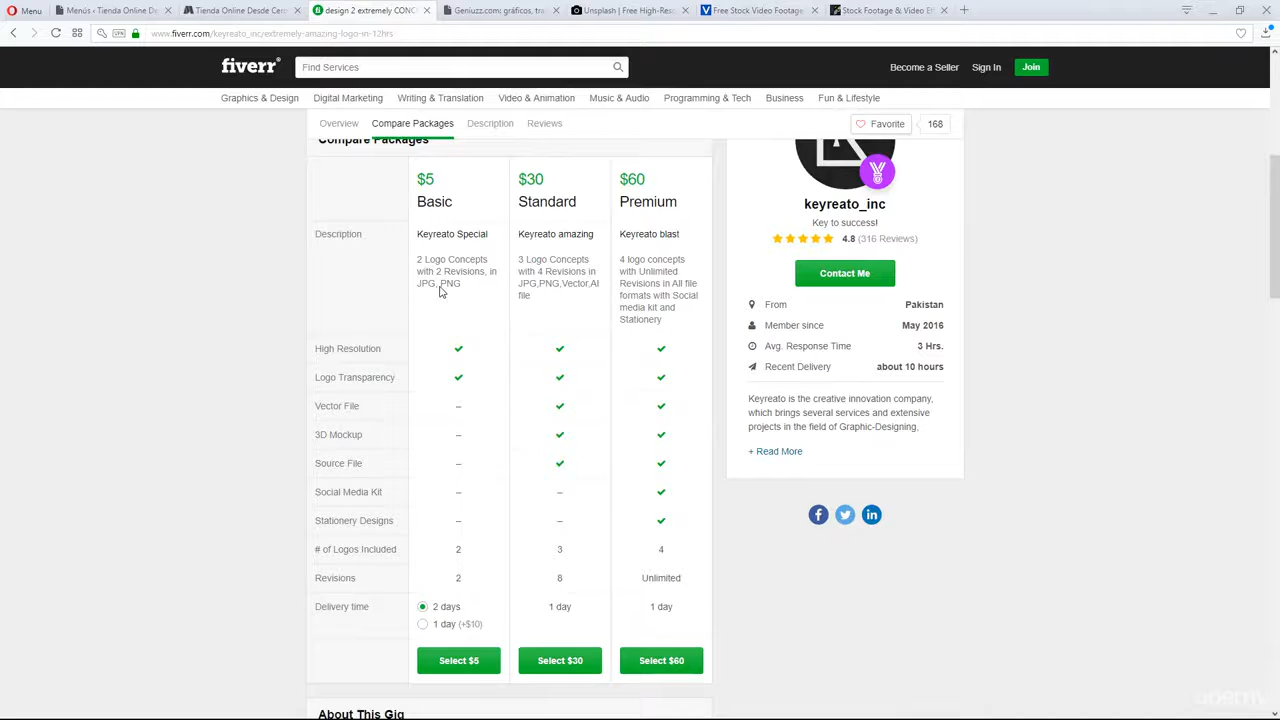 Menu
Menús ‹ Tienda Online De
Tienda Online Desde Cer
design 2 extremely CONC
Geniuzz.com: gráficos, tra
Unsplash | Free High-Res
Free Stock Video Footage
Stock Footage & Video Eff
VPN
www.fiverr.com/keyreato_inc/extremely-amazing-logo-in-12hrs
fiverr®
Find Services
Become a Seller
Sign In
Join
Graphics & Design
Digital Marketing
Writing & Translation
Video & Animation
Music & Audio
Programming & Tech
Business
Fun & Lifestyle
Overview
Compare Packages
Description
Reviews
Favorite
168
Compare Packages
$5
Basic
$30
Standard
$60
Premium
Description
Keyreato Special
2 Logo Concepts
with 2 Revisions, in
JPG, PNG
Keyreato amazing
3 Logo Concepts
with 4 Revisions in
JPG,PNG,Vector,AI
file
Keyreato blast
4 logo concepts
with Unlimited
Revisions in All file
formats with Social
media kit and
Stationery
High Resolution
Logo Transparency
Vector File –
3D Mockup –
Source File –
Social Media Kit – –
Stationery Designs – –
# of Logos Included 2 3 4
Revisions 2 8 Unlimited
Delivery time
2 days
1 day (+$10)
1 day
1 day
Select $5
Select $30
Select $60
About This Gig
keyreato_inc
Key to success!
4.8 (316 Reviews)
Contact Me
From Pakistan
Member since May 2016
Avg. Response Time 3 Hrs.
Recent Delivery about 10 hours
Keyreato is the creative innovation company,
which brings several services and extensive
projects in the field of Graphic-Designing,
+ Read More
udemy